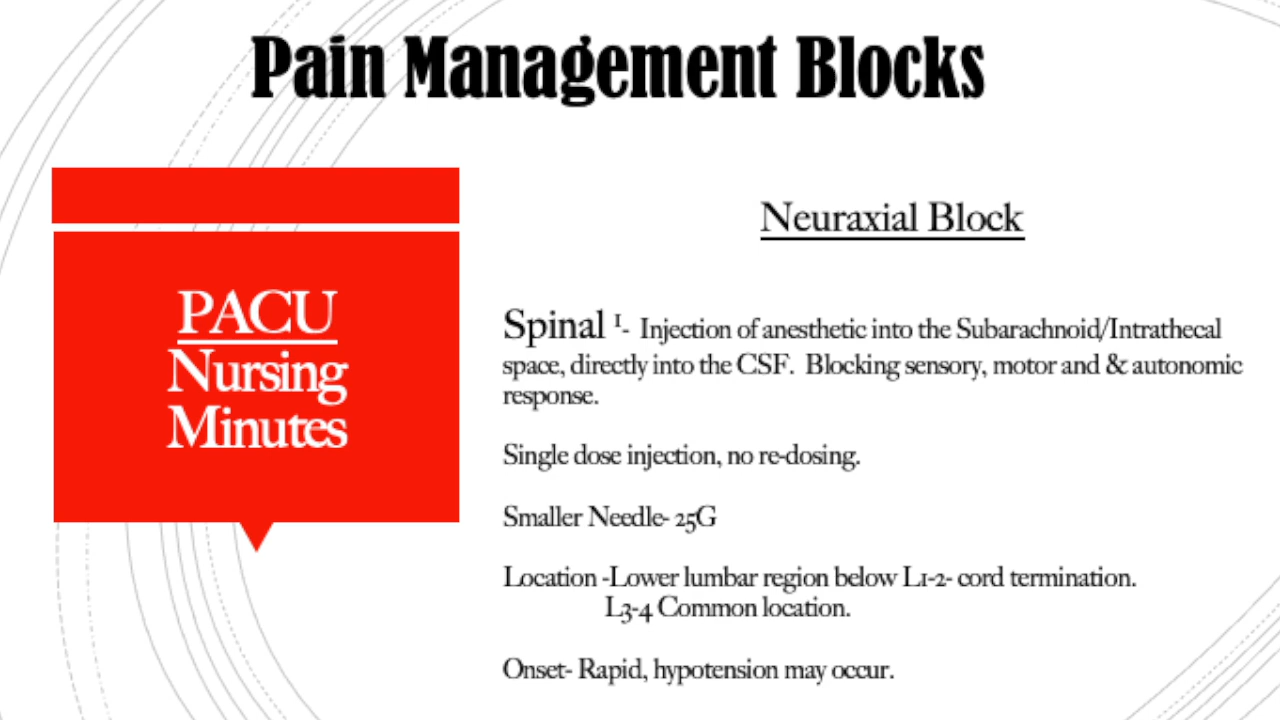 Pain Management Blocks
PACU
Nursing
Minutes
Neuraxial Block
Spinal ¹- Injection of anesthetic into the Subarachnoid/Intrathecal
space, directly into the CSF. Blocking sensory, motor and & autonomic
response.
Single dose injection, no re-dosing.
Smaller Needle- 25G
Location -Lower lumbar region below L1-2- cord termination.
L3-4 Common location.
Onset- Rapid, hypotension may occur.